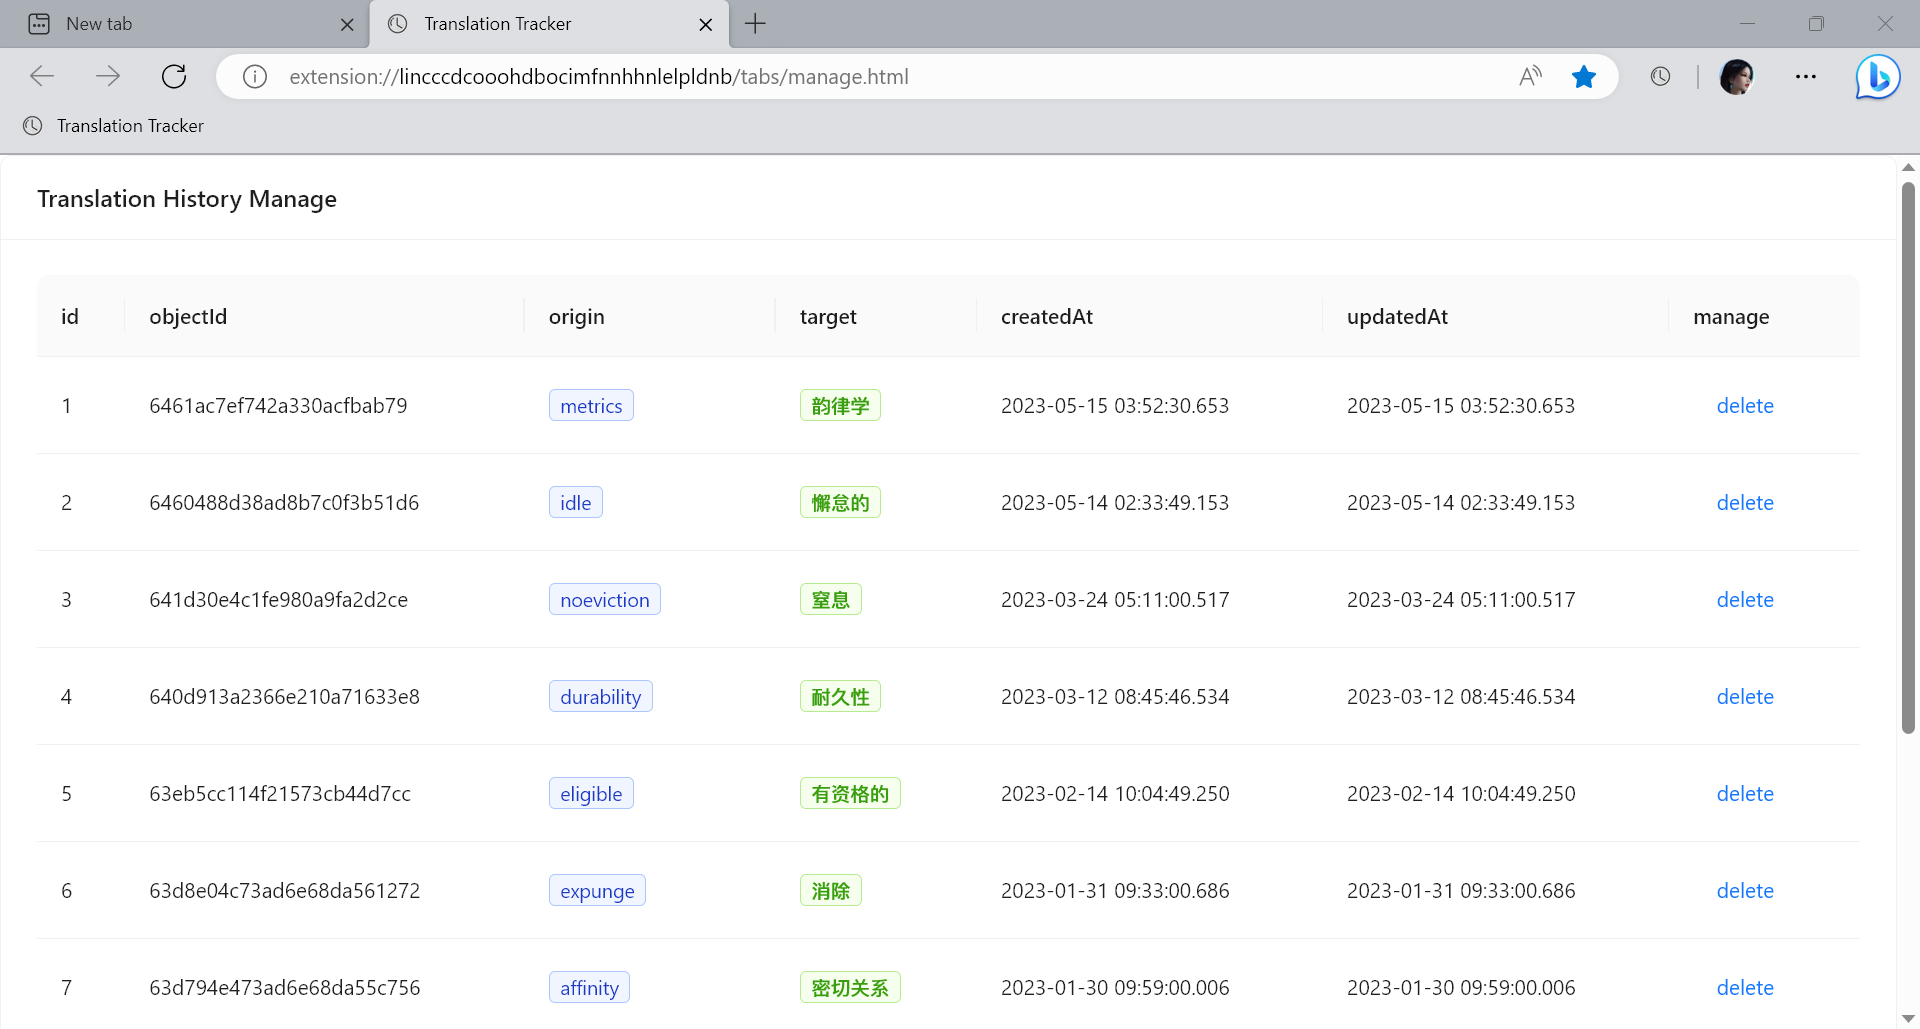 New tab
Translation Tracker
extension://lincccdcooohdbocimfnnhhnlelpldnb/tabs/manage.html
Translation Tracker
Translation History Manage
id objectId origin target createdAt updatedAt manage
1 6461ac7ef742a330acfbab79 metrics 韵律学 2023-05-15 03:52:30.653 2023-05-15 03:52:30.653 delete
2 6460488d38ad8b7c0f3b51d6 idle 懈怠的 2023-05-14 02:33:49.153 2023-05-14 02:33:49.153 delete
3 641d30e4c1fe980a9fa2d2ce noeviction 窒息 2023-03-24 05:11:00.517 2023-03-24 05:11:00.517 delete
4 640d913a2366e210a71633e8 durability 耐久性 2023-03-12 08:45:46.534 2023-03-12 08:45:46.534 delete
5 63eb5cc114f21573cb44d7cc eligible 有资格的 2023-02-14 10:04:49.250 2023-02-14 10:04:49.250 delete
6 63d8e04c73ad6e68da561272 expunge 消除 2023-01-31 09:33:00.686 2023-01-31 09:33:00.686 delete
7 63d794e473ad6e68da55c756 affinity 密切关系 2023-01-30 09:59:00.006 2023-01-30 09:59:00.006 delete